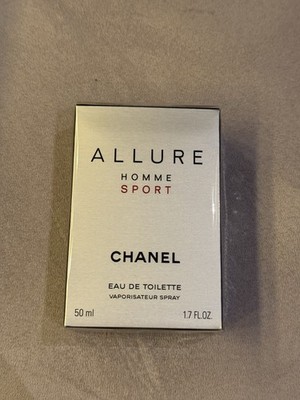 ALLURE
HOMME
SPORT
CHANEL
EAU DE TOILETTE
VAPORISATEUR SPRAY
50 ml 1.7 FL.OZ.